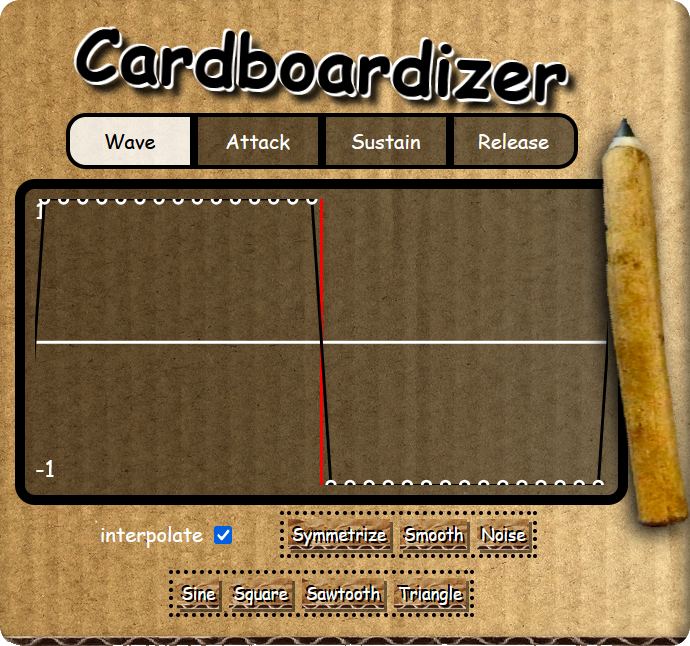 Cardboardizer
Wave Attack Sustain Release
1
-1
interpolate Symmetrize Smooth Noise
Sine Square Sawtooth Triangle